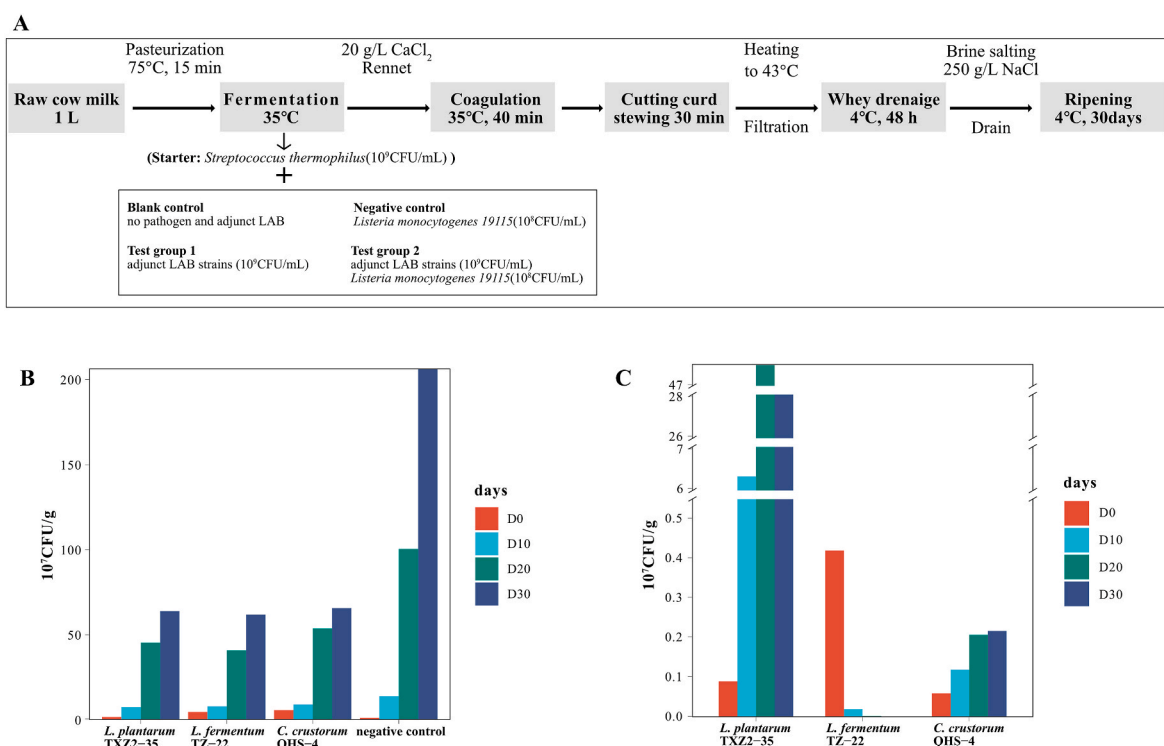 A
Pasteurization
75°C, 15 min
20 g/L CaCl₂
Rennet
Heating
to 43°C
Brine salting
250 g/L NaCl
Raw cow milk
1 L
Fermentation
35°C
Coagulation
35°C, 40 min
Cutting curd
stewing 30 min
Filtration
Whey drenaige
4°C, 48 h
Drain
Ripening
4°C, 30days
(Starter: Streptococcus thermophilus(10⁹CFU/mL) )
+
Blank control
no pathogen and adjunct LAB
Negative control
Listeria monocytogenes 19115(10⁸CFU/mL)
Test group 1
adjunct LAB strains (10⁹CFU/mL)
Test group 2
adjunct LAB strains (10⁹CFU/mL)
Listeria monocytogenes 19115(10⁸CFU/mL)
B
10⁷CFU/g
200
150
100
50
0
L. plantarum
TXZ2−35
L. fermentum
TZ−22
C. crustorum
QHS−4
negative control
days
D0
D10
D20
D30
C
10⁷CFU/g
47
28
26
7
6
0.5
0.4
0.3
0.2
0.1
0.0
L. plantarum
TXZ2−35
L. fermentum
TZ−22
C. crustorum
QHS−4
days
D0
D10
D20
D30